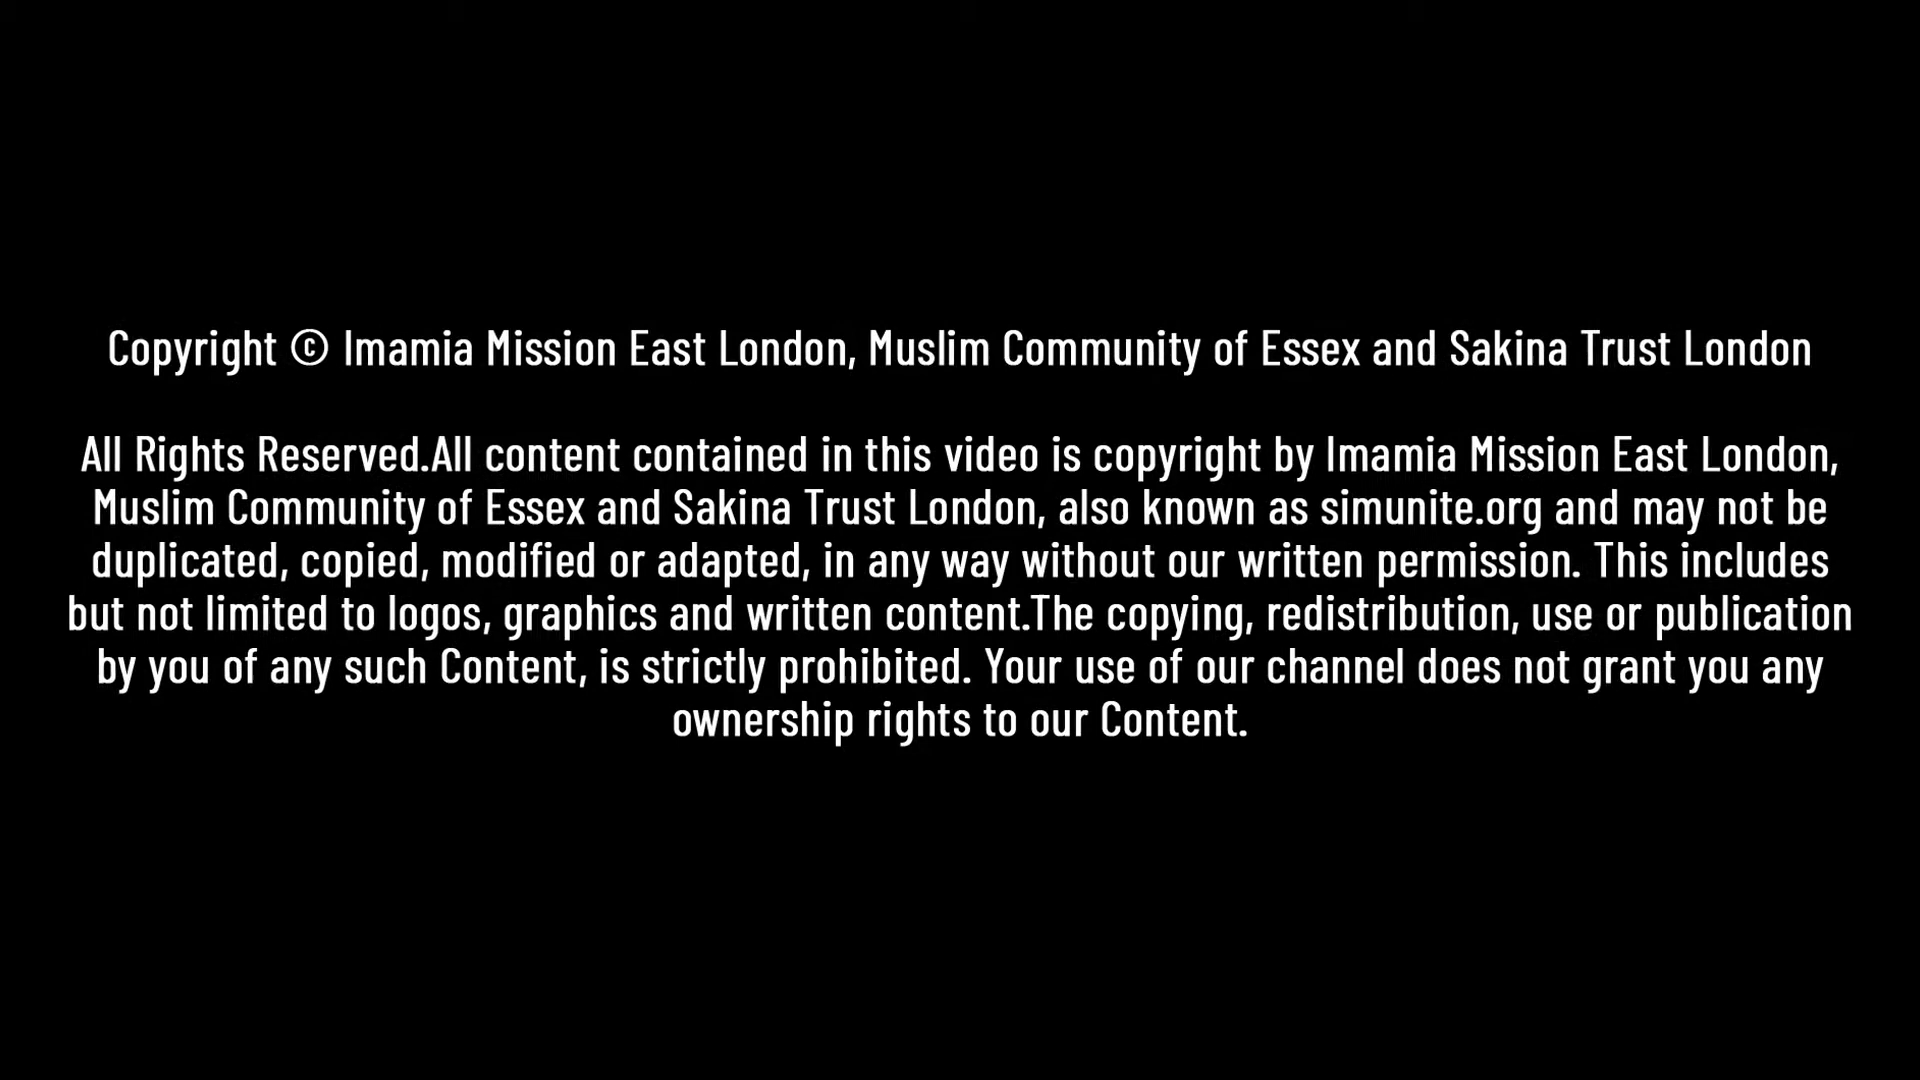 Copyright © Imamia Mission East London, Muslim Community of Essex and Sakina Trust London
All Rights Reserved.All content contained in this video is copyright by Imamia Mission East London,
Muslim Community of Essex and Sakina Trust London, also known as simunite.org and may not be
duplicated, copied, modified or adapted, in any way without our written permission. This includes
but not limited to logos, graphics and written content.The copying, redistribution, use or publication
by you of any such Content, is strictly prohibited. Your use of our channel does not grant you any
ownership rights to our Content.